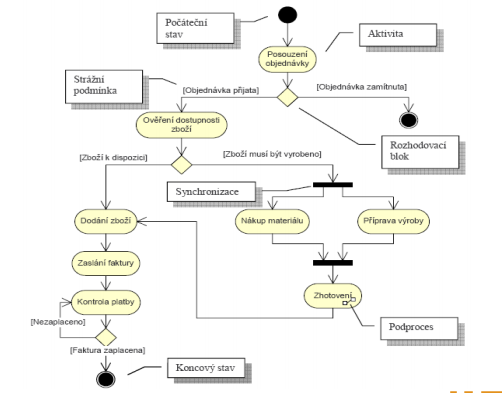 Počáteční
stav
Aktivita
Posouzení
objednávky
Strážní
podmínka
[Objednávka přijata]
[Objednávka zamítnuta]
Ověření dostupnosti
zboží
Rozhodovací
blok
[Zboží k dispozici]
[Zboží musí být vyrobeno]
Synchronizace
Dodání zboží
Nákup materiálu
Příprava výroby
Zaslání faktury
Kontrola platby
Zhotovení
[Nezaplaceno]
Podproces
[Faktura zaplacena]
Koncový stav